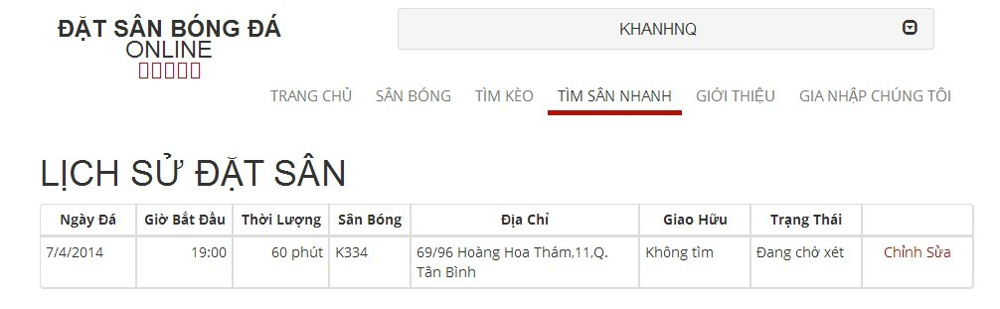 ĐẶT SÂN BÓNG ĐÁ
ONLINE
KHANHNQ
TRANG CHỦ SÂN BÓNG TÌM KÈO TÌM SÂN NHANH GIỚI THIỆU GIA NHẬP CHÚNG TÔI
LỊCH SỬ ĐẶT SÂN
Ngày Đá Giờ Bắt Đầu Thời Lượng Sân Bóng Địa Chỉ Giao Hữu Trạng Thái
7/4/2014 19:00 60 phút K334 69/96 Hoàng Hoa Thám,11,Q. Không tìm Đang chờ xét Chỉnh Sửa
Tân Bình